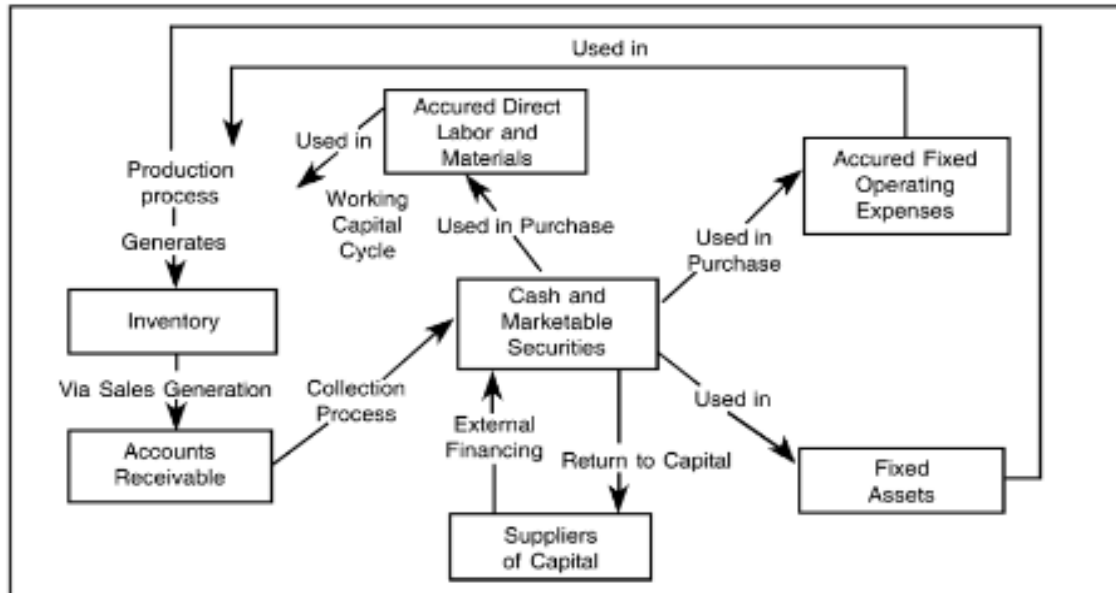 Used in
Accured Direct
Labor and
Materials
Used in
Accured Fixed
Operating
Expenses
Production
process
Working
Capital
Cycle
Used in Purchase
Used in
Purchase
Generates
Inventory
Cash and
Marketable
Securities
Via Sales Generation
Collection
Process
Used in
External
Financing
Accounts
Receivable
Return to Capital
Fixed
Assets
Suppliers
of Capital